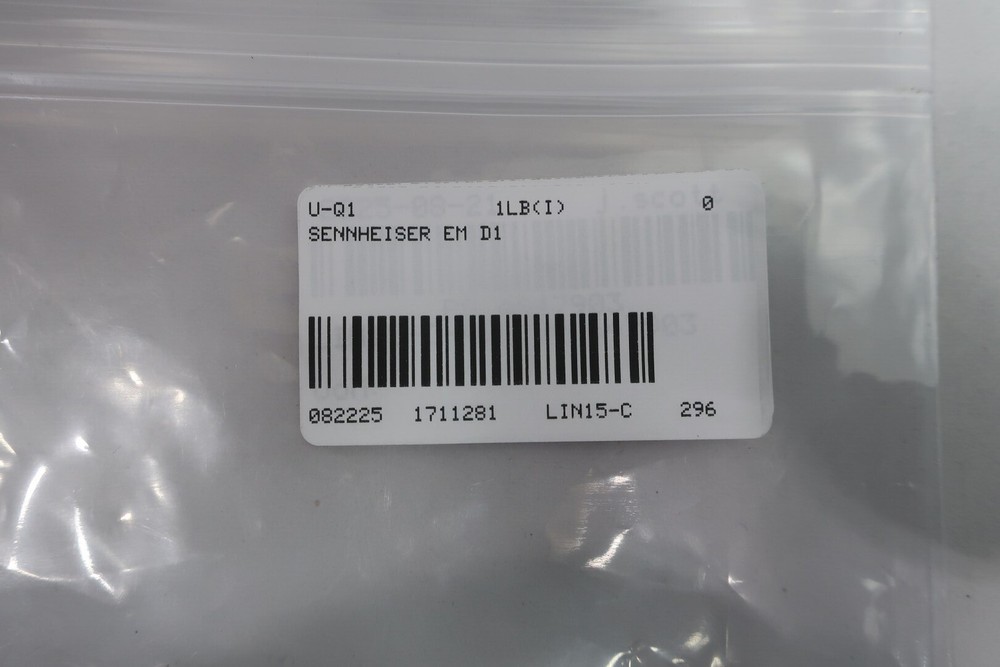 U-Q1 1LB(I) 0
SENNHEISER EM D1
082225 1711281 LIN15-C 296